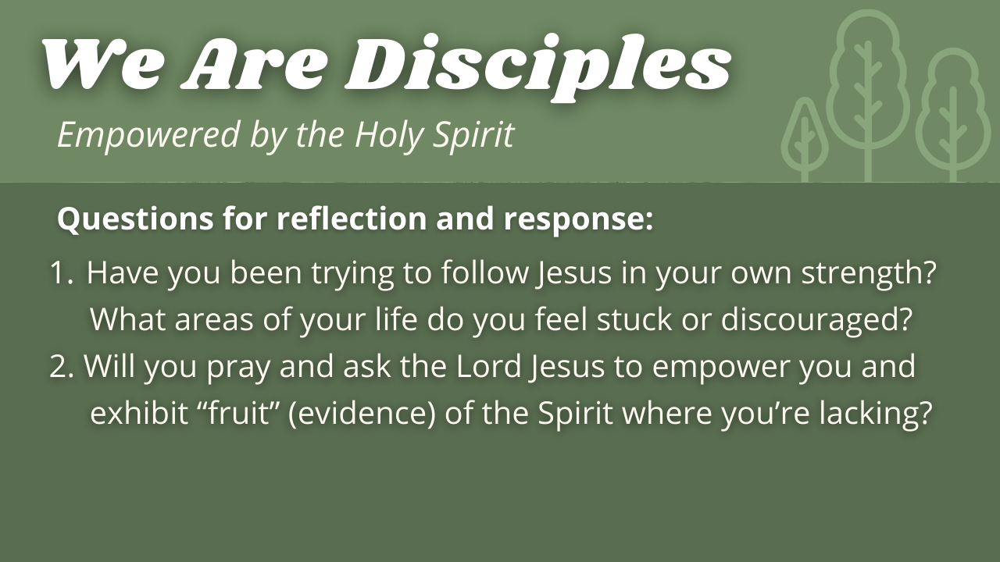 We Are Disciples
Empowered by the Holy Spirit
Questions for reflection and response:
1. Have you been trying to follow Jesus in your own strength?
What areas of your life do you feel stuck or discouraged?
2. Will you pray and ask the Lord Jesus to empower you and
exhibit “fruit” (evidence) of the Spirit where you’re lacking?